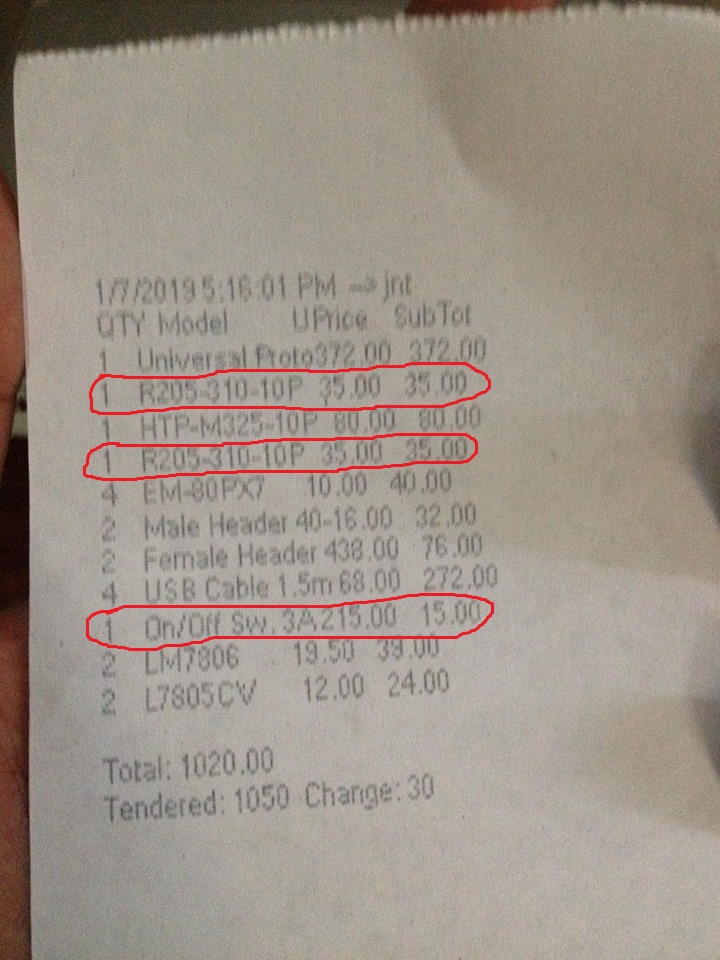 1/7/2019 5:16:01 PM --> jnt
QTY Model UPrice SubTot
1 Universal Proto372.00 372.00
1 R205-310-10P 35.00 35.00
1 HTP-M325-10P 80.00 80.00
1 R205-310-10P 35.00 35.00
4 EM-80PX7 10.00 40.00
2 Male Header 40-16.00 32.00
2 Female Header 438.00 76.00
4 USB Cable 1.5m 68.00 272.00
1 On/Off Sw. 3A 215.00 15.00
2 LM7806 19.50 39.00
2 L7805CV 12.00 24.00
Total: 1020.00
Tendered: 1050 Change: 30